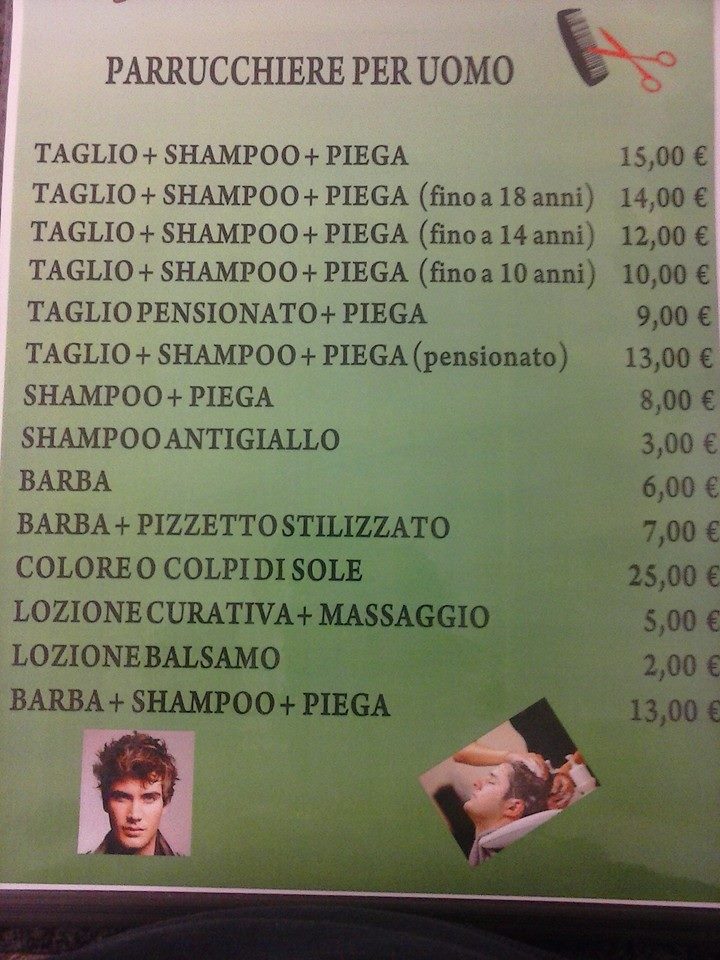 PARRUCCHIERE PER UOMO
TAGLIO + SHAMPOO + PIEGA 15,00 €
TAGLIO + SHAMPOO + PIEGA (fino a 18 anni) 14,00 €
TAGLIO + SHAMPOO + PIEGA (fino a 14 anni) 12,00 €
TAGLIO + SHAMPOO + PIEGA (fino a 10 anni) 10,00 €
TAGLIO PENSIONATO + PIEGA 9,00 €
TAGLIO + SHAMPOO + PIEGA (pensionato) 13,00 €
SHAMPOO + PIEGA 8,00 €
SHAMPOO ANTIGIALLO 3,00 €
BARBA 6,00 €
BARBA + PIZZETTO STILIZZATO 7,00 €
COLORE O COLPI DI SOLE 25,00 €
LOZIONE CURATIVA + MASSAGGIO 5,00 €
LOZIONE BALSAMO 2,00 €
BARBA + SHAMPOO + PIEGA 13,00 €